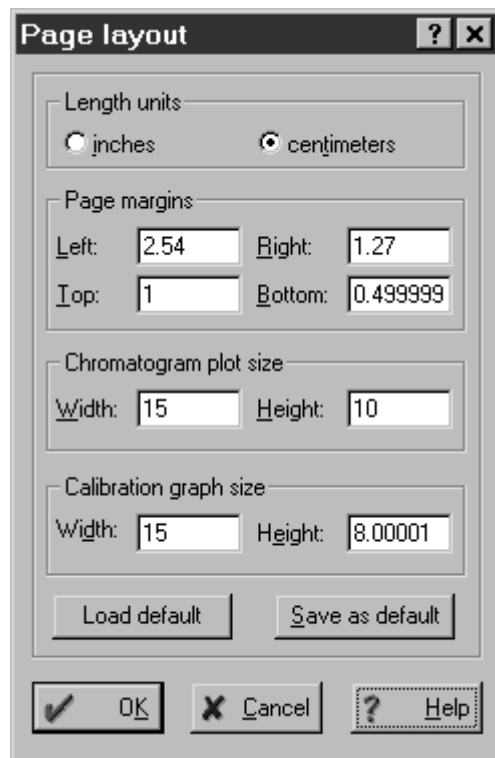 Page layout
Length units
inches centimeters
Page margins
Left: 2.54 Right: 1.27
Top: 1 Bottom: 0.499999
Chromatogram plot size
Width: 15 Height: 10
Calibration graph size
Width: 15 Height: 8.00001
Load default Save as default
OK Cancel ? Help